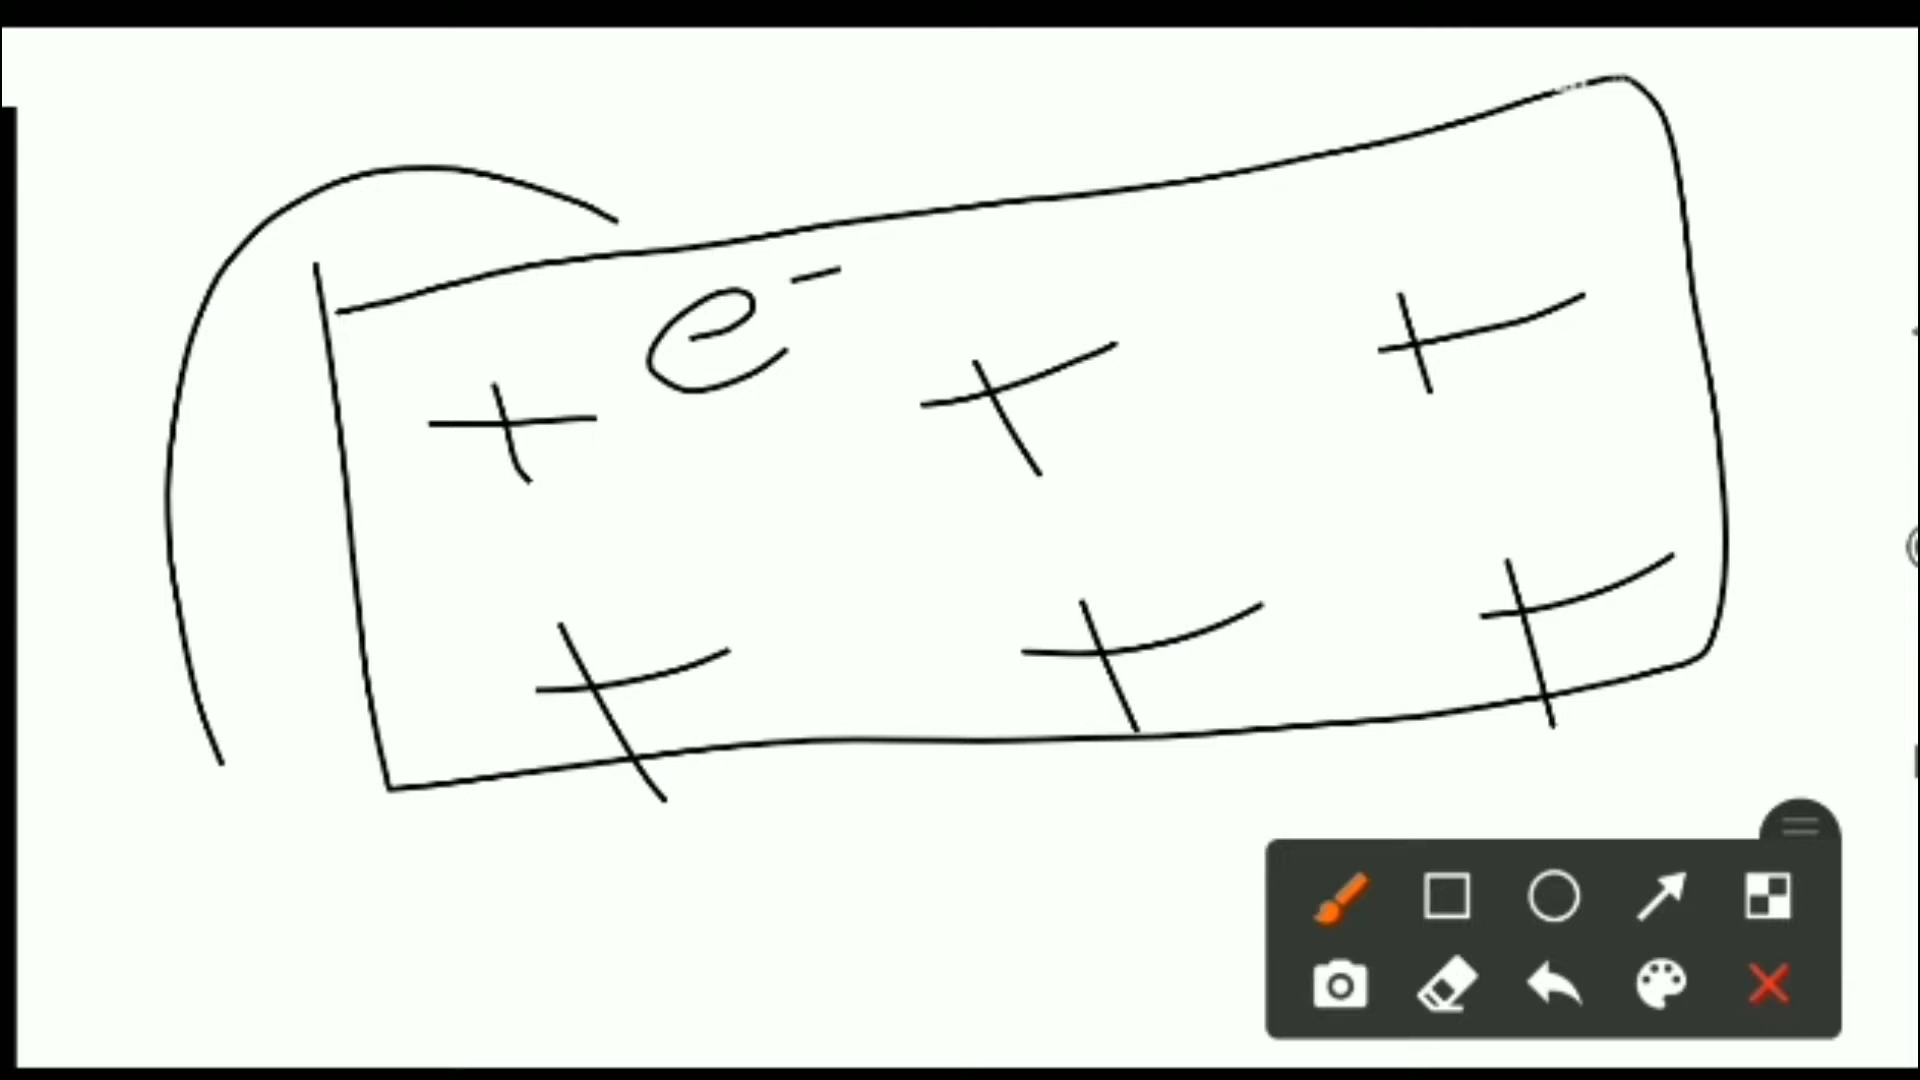 e⁻
+ + +
+ + +